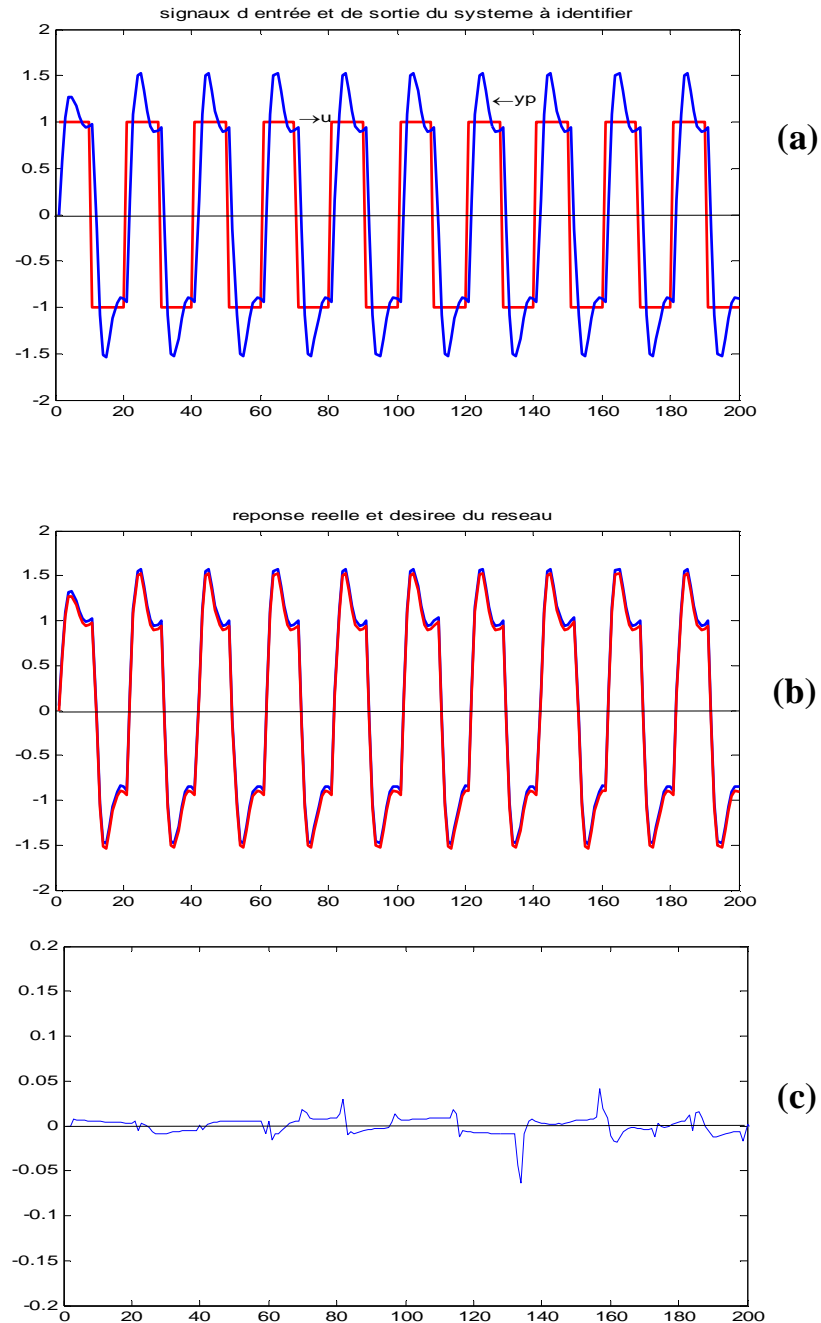 signaux d entrée et de sortie du systeme à identifier
2
1.5
1
0.5
0
-0.5
-1
-1.5
-2
←yp
→u
0 20 40 60 80 100 120 140 160 180 200
(a)
reponse reelle et desiree du reseau
2
1.5
1
0.5
0
-0.5
-1
-1.5
-2
0 20 40 60 80 100 120 140 160 180 200
(b)
0.2
0.15
0.1
0.05
0
-0.05
-0.1
-0.15
-0.2
0 20 40 60 80 100 120 140 160 180 200
(c)